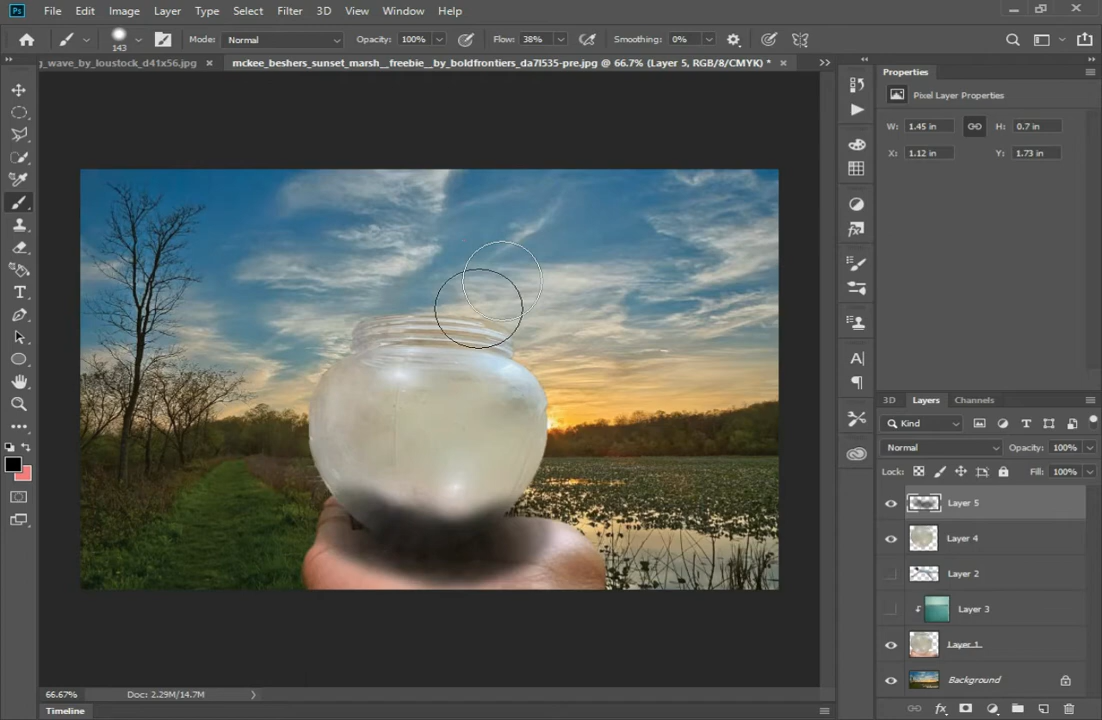 Ps File Edit Image Layer Type Select Filter 3D View Window Help
143 Mode: Normal Opacity: 100% Flow: 38% Smoothing: 0%
g_wave_by_loustock_d41x56.jpg × mckee_beshers_sunset_marsh__freebie__by_boldfrontiers_da7l535-pre.jpg @ 66.7% (Layer 5, RGB/8/CMYK) * ×
Properties
Pixel Layer Properties
W: 1.45 in H: 0.7 in
X: 1.12 in Y: 1.73 in
3D Layers Channels
Kind
Normal Opacity: 100%
Lock: Fill: 100%
Layer 5
Layer 4
Layer 2
Layer 3
Layer 1
Background
66.67% Doc: 2.29M/14.7M
Timeline